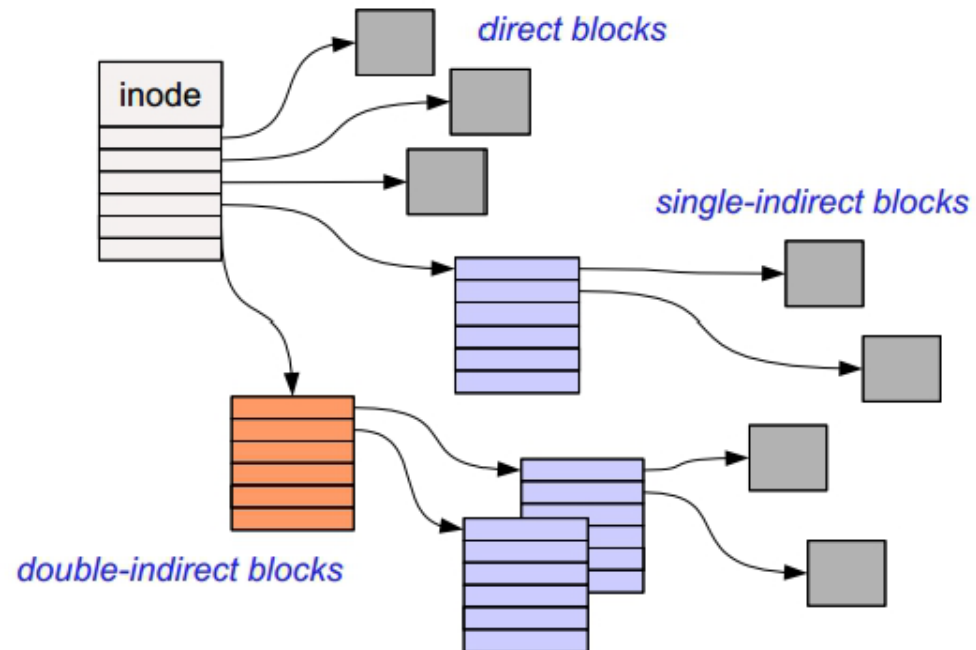 direct blocks
inode
single-indirect blocks
double-indirect blocks